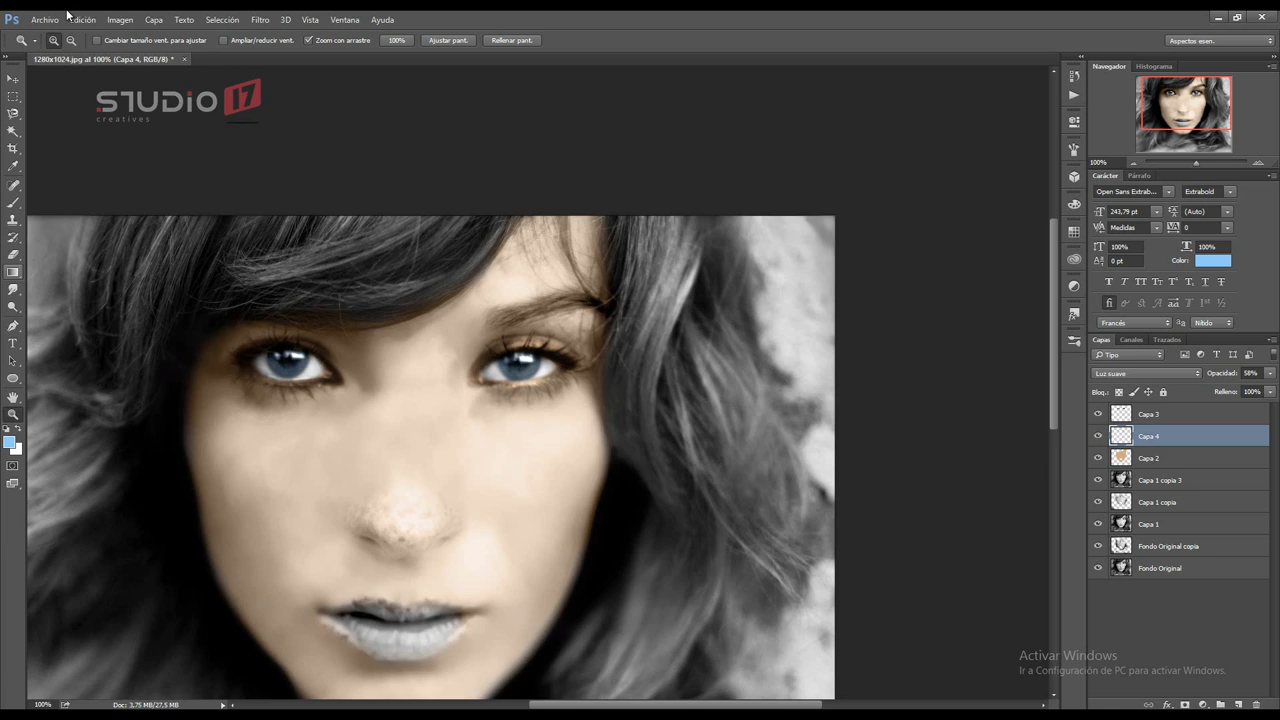 Ps Archivo Edición Imagen Capa Texto Selección Filtro 3D Vista Ventana Ayuda
Cambiar tamaño vent. para ajustar Ampliar/reducir vent. Zoom con arrastre 100% Ajustar pant. Rellenar pant. Aspectos esen.
1280x1024.jpg al 100% (Capa 4, RGB/8) *
Navegador Histograma
.STUDiO 17
creatives
100%
Carácter Párrafo
Open Sans Extrab... Extrabold
243,79 pt (Auto)
Medidas 0
100% 100%
0 pt Color:
Francés Nítido
Capas Canales Trazados
Tipo
Luz suave Opacidad: 58%
Bloq.: Relleno: 100%
Capa 3
Capa 4
Capa 2
Capa 1 copia 3
Capa 1 copia
Capa 1
Fondo Original copia
Fondo Original
Activar Windows
Ir a Configuración de PC para activar Windows.
100% Doc: 3,75 MB/27,5 MB